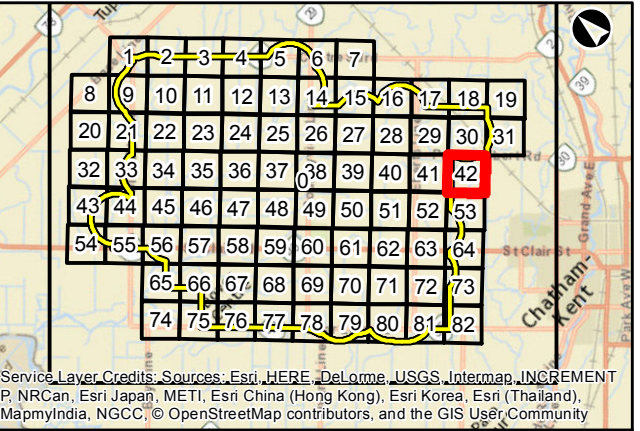 1 2 3 4 5 6 7
8 9 10 11 12 13 14 15 16 17 18 19
20 21 22 23 24 25 26 27 28 29 30 31
32 33 34 35 36 37 38 39 40 41 42
0
43 44 45 46 47 48 49 50 51 52 53
54 55 56 57 58 59 60 61 62 63 64
St Clair St
65 66 67 68 69 70 71 72 73
74 75 76 77 78 79 80 81 82
Grand Ave E
Chatham-
Kent
Park Ave W
Service Layer Credits: Sources: Esri, HERE, DeLorme, USGS, Intermap, INCREMENT
P, NRCan, Esri Japan, METI, Esri China (Hong Kong), Esri Korea, Esri (Thailand),
MapmyIndia, NGCC, © OpenStreetMap contributors, and the GIS User Community